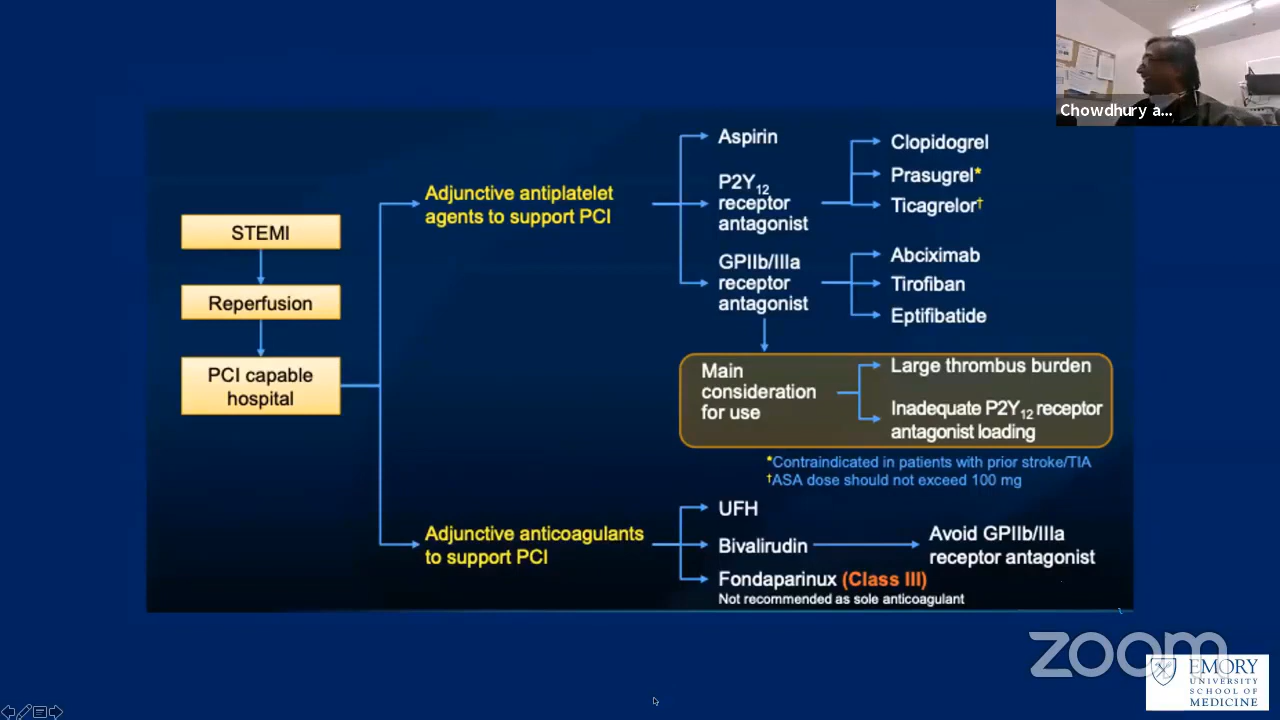 Chowdhury a...
STEMI
Reperfusion
PCI capable
hospital
Adjunctive antiplatelet
agents to support PCI
Aspirin
P2Y12
receptor
antagonist
Clopidogrel
Prasugrel*
Ticagrelor†
GPIIb/IIIa
receptor
antagonist
Abciximab
Tirofiban
Eptifibatide
Main
consideration
for use
Large thrombus burden
Inadequate P2Y12 receptor
antagonist loading
*Contraindicated in patients with prior stroke/TIA
†ASA dose should not exceed 100 mg
Adjunctive anticoagulants
to support PCI
UFH
Bivalirudin
Avoid GPIIb/IIIa
receptor antagonist
Fondaparinux (Class III)
Not recommended as sole anticoagulant
zoom
EMORY
UNIVERSITY
SCHOOL OF
MEDICINE